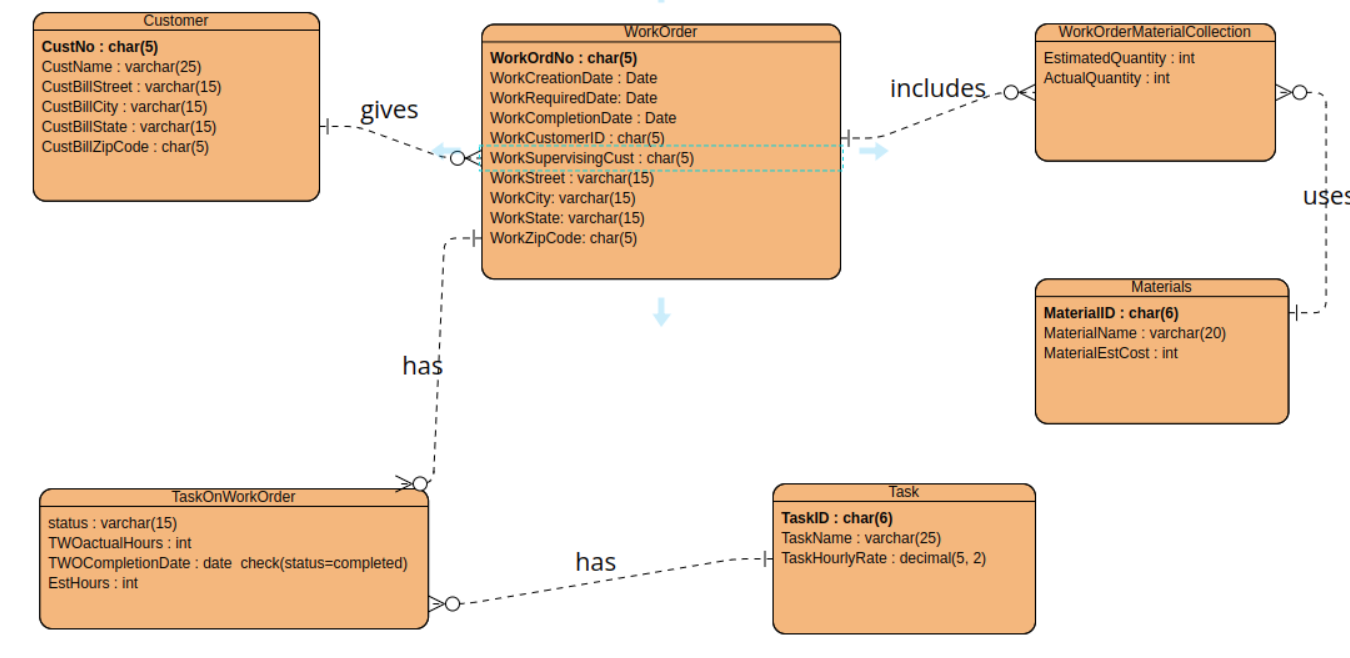 Customer
CustNo : char(5)
CustName : varchar(25)
CustBillStreet : varchar(15)
CustBillCity : varchar(15)
CustBillState : varchar(15)
CustBillZipCode : char(5)
gives
WorkOrder
WorkOrdNo : char(5)
WorkCreationDate : Date
WorkRequiredDate: Date
WorkCompletionDate : Date
WorkCustomerID : char(5)
WorkSupervisingCust : char(5)
WorkStreet : varchar(15)
WorkCity: varchar(15)
WorkState: varchar(15)
WorkZipCode: char(5)
includes
WorkOrderMaterialCollection
EstimatedQuantity : int
ActualQuantity : int
uses
Materials
MaterialID : char(6)
MaterialName : varchar(20)
MaterialEstCost : int
has
TaskOnWorkOrder
status : varchar(15)
TWOactualHours : int
TWOCompletionDate : date check(status=completed)
EstHours : int
has
Task
TaskID : char(6)
TaskName : varchar(25)
TaskHourlyRate : decimal(5, 2)